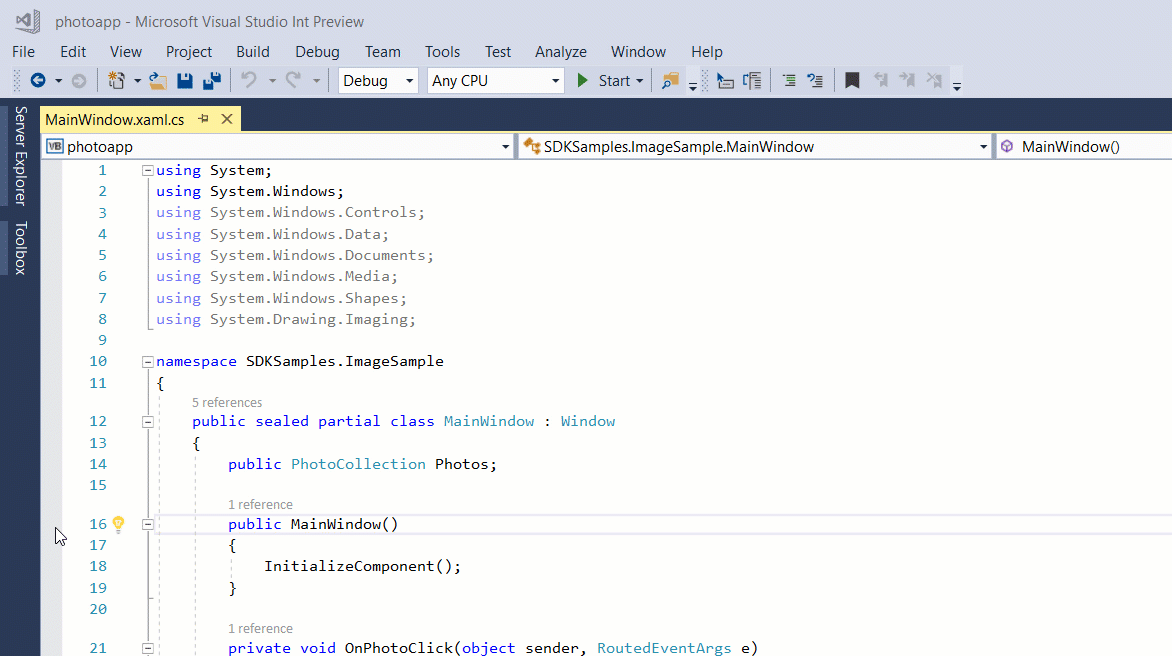 photoapp - Microsoft Visual Studio Int Preview
File Edit View Project Build Debug Team Tools Test Analyze Window Help
Debug Any CPU Start
Server Explorer
Toolbox
MainWindow.xaml.cs
VB photoapp SDKSamples.ImageSample.MainWindow MainWindow()
1 using System;
2 using System.Windows;
3 using System.Windows.Controls;
4 using System.Windows.Data;
5 using System.Windows.Documents;
6 using System.Windows.Media;
7 using System.Windows.Shapes;
8 using System.Drawing.Imaging;
9
10 namespace SDKSamples.ImageSample
11 {
5 references
12 public sealed partial class MainWindow : Window
13 {
14 public PhotoCollection Photos;
15
1 reference
16 public MainWindow()
17 {
18 InitializeComponent();
19 }
20
1 reference
21 private void OnPhotoClick(object sender, RoutedEventArgs e)